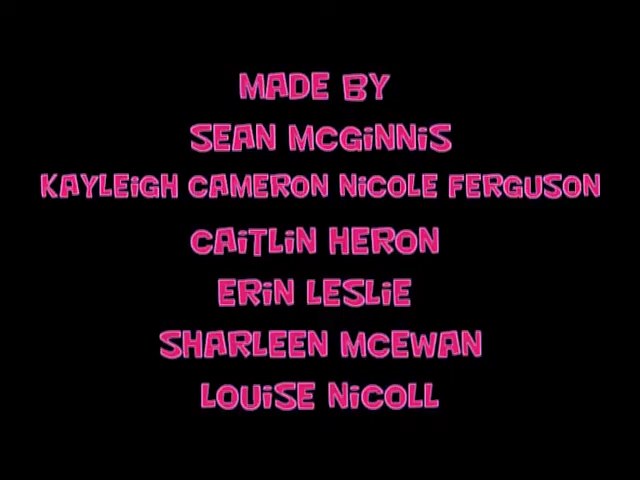 MADE BY
SEAN MCGiNNiS
KAYLEiGH CAMERON NiCOLE FERGUSON
CAiTLiN HERON
ERiN LESLiE
SHARLEEN MCEWAN
LOUiSE NiCOLL